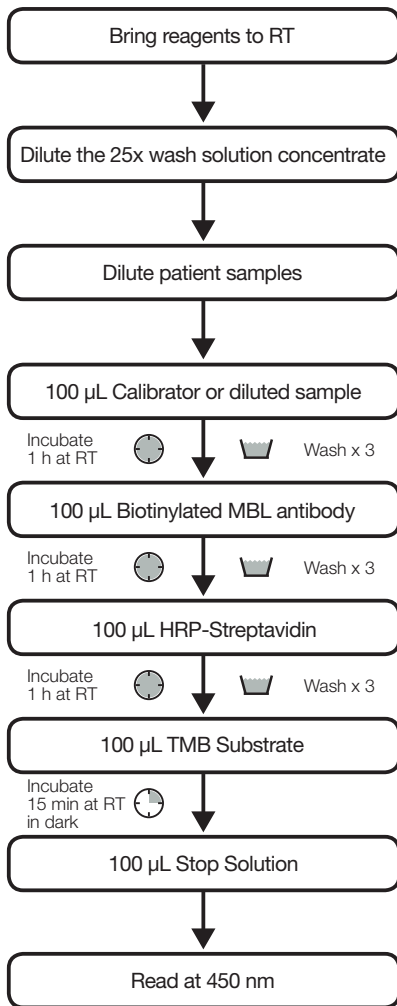 Bring reagents to RT
Dilute the 25x wash solution concentrate
Dilute patient samples
100 µL Calibrator or diluted sample
Incubate
1 h at RT
Wash x 3
100 µL Biotinylated MBL antibody
Incubate
1 h at RT
Wash x 3
100 µL HRP-Streptavidin
Incubate
1 h at RT
Wash x 3
100 µL TMB Substrate
Incubate
15 min at RT
in dark
100 µL Stop Solution
Read at 450 nm